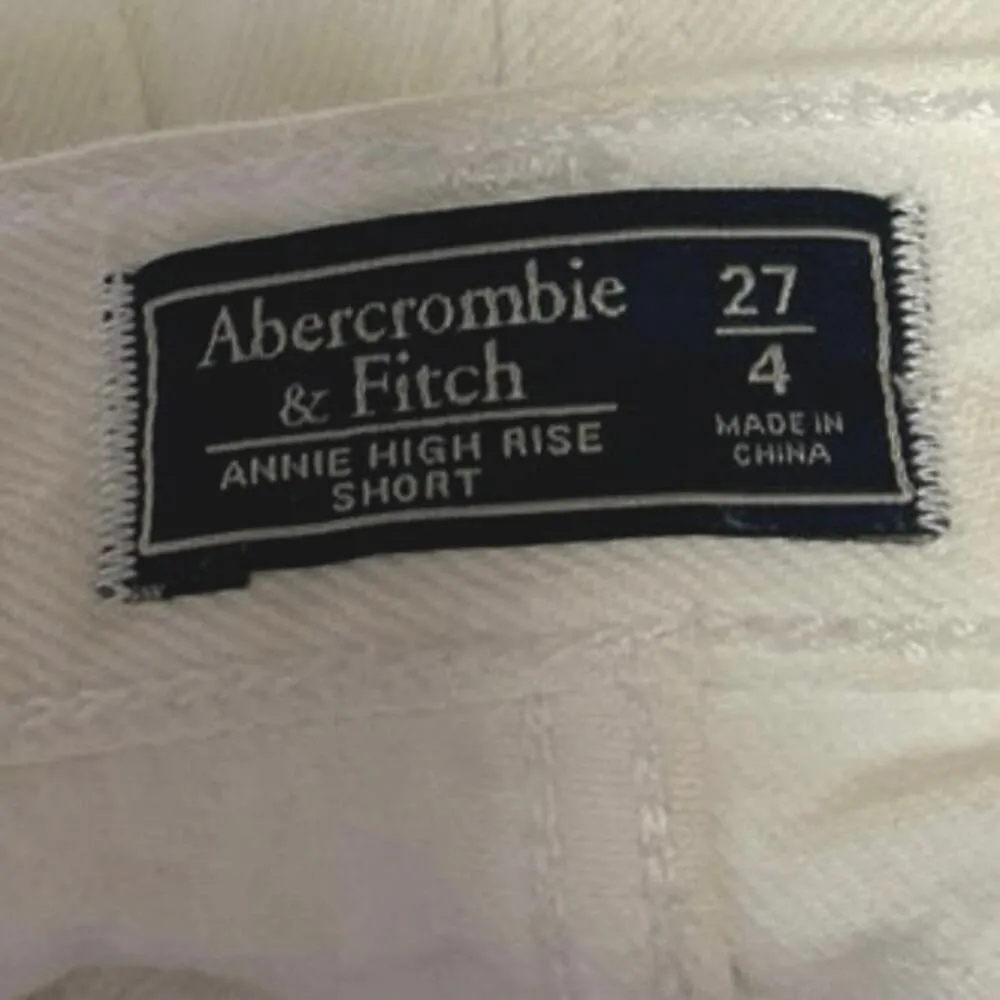 Abercrombie
& Fitch
ANNIE HIGH RISE
SHORT
27
4
MADE IN
CHINA